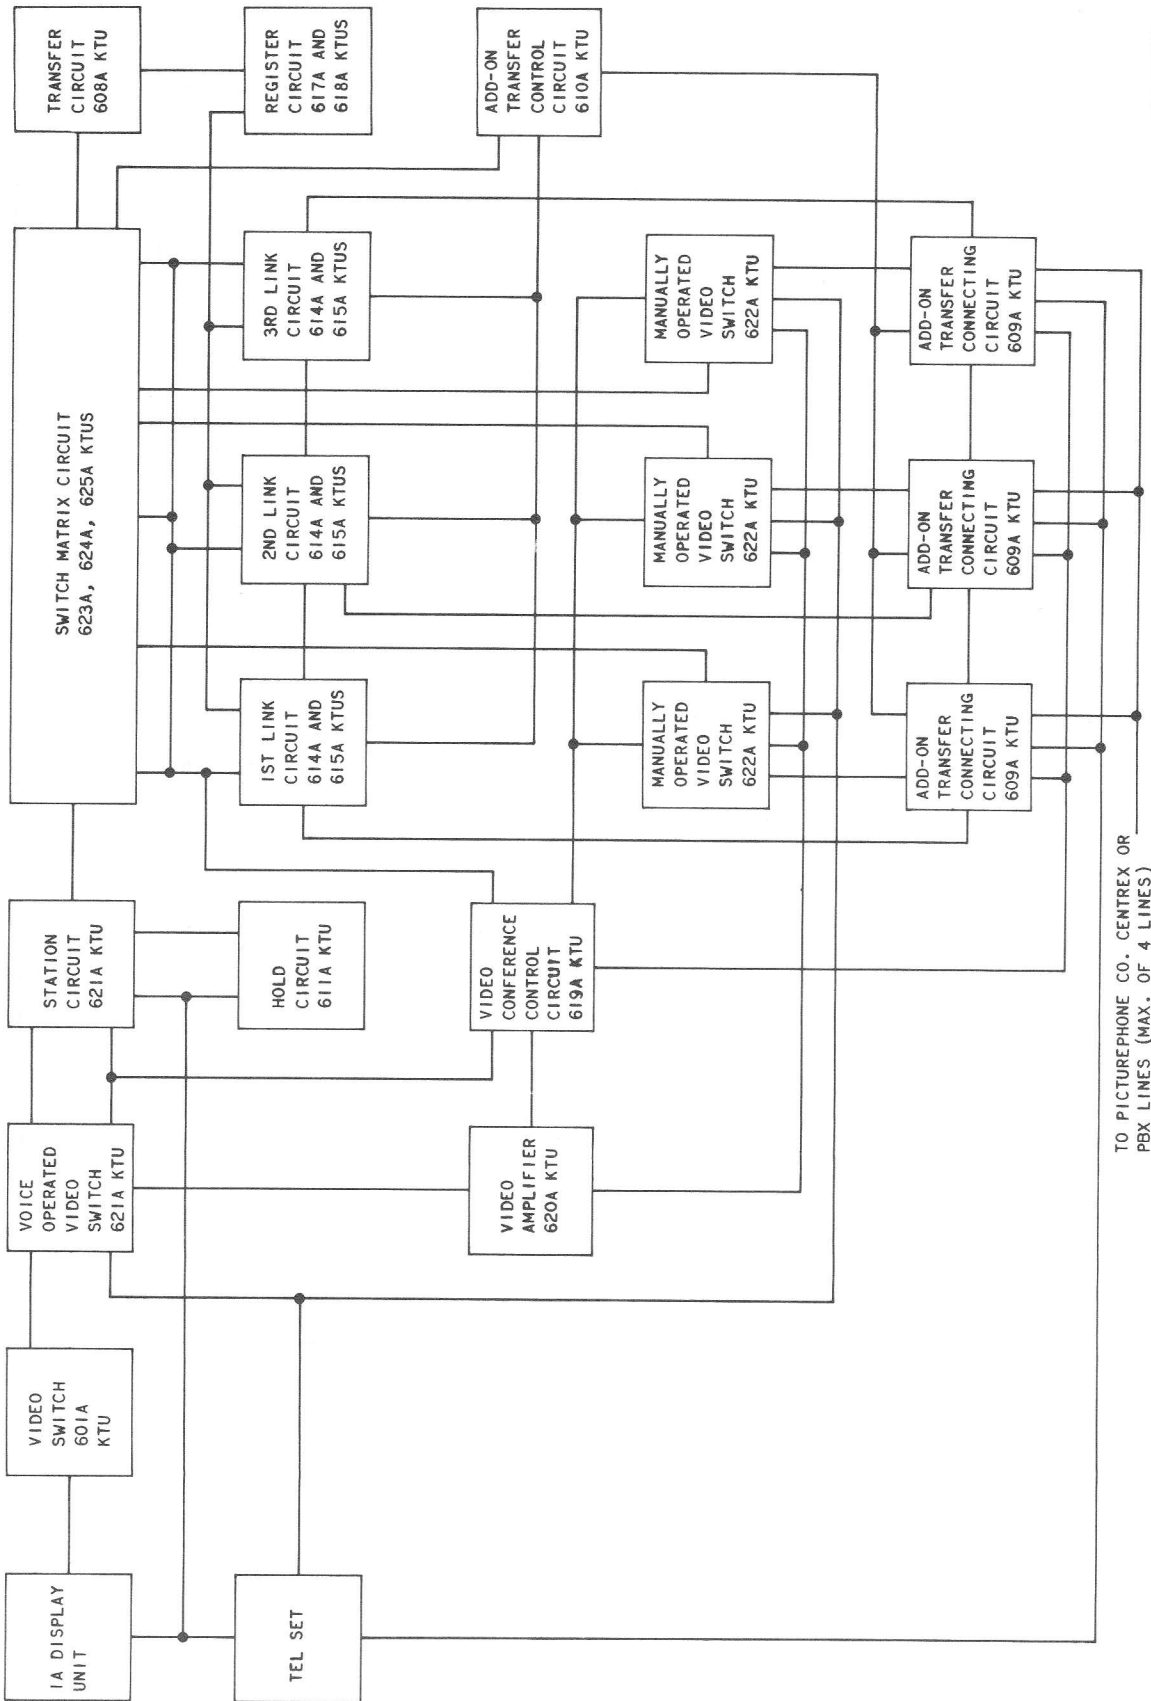 1A DISPLAY
UNIT
VIDEO
SWITCH
601A
KTU
VOICE
OPERATED
VIDEO
SWITCH
621A KTU
STATION
CIRCUIT
621A KTU
SWITCH MATRIX CIRCUIT
623A, 624A, 625A KTUS
TRANSFER
CIRCUIT
608A KTU
TEL SET
HOLD
CIRCUIT
611A KTU
1ST LINK
CIRCUIT
614A AND
615A KTUS
2ND LINK
CIRCUIT
614A AND
615A KTUS
3RD LINK
CIRCUIT
614A AND
615A KTUS
REGISTER
CIRCUIT
617A AND
618A KTUS
VIDEO
AMPLIFIER
620A KTU
VIDEO
CONFERENCE
CONTROL
CIRCUIT
619A KTU
ADD-ON
TRANSFER
CONTROL
CIRCUIT
610A KTU
MANUALLY
OPERATED
VIDEO
SWITCH
622A KTU
MANUALLY
OPERATED
VIDEO
SWITCH
622A KTU
MANUALLY
OPERATED
VIDEO
SWITCH
622A KTU
ADD-ON
TRANSFER
CONNECTING
CIRCUIT
609A KTU
ADD-ON
TRANSFER
CONNECTING
CIRCUIT
609A KTU
ADD-ON
TRANSFER
CONNECTING
CIRCUIT
609A KTU
TO PICTUREPHONE CO. CENTREX OR
PBX LINES (MAX. OF 4 LINES)